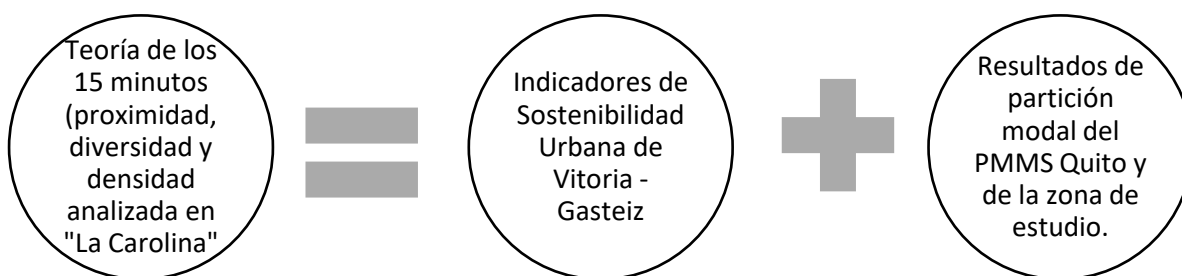 Teoría de los
15 minutos
(proximidad,
diversidad y
densidad
analizada en
"La Carolina"
Indicadores de
Sostenibilidad
Urbana de
Vitoria -
Gasteiz
Resultados de
partición
modal del
PMMS Quito y
de la zona de
estudio.